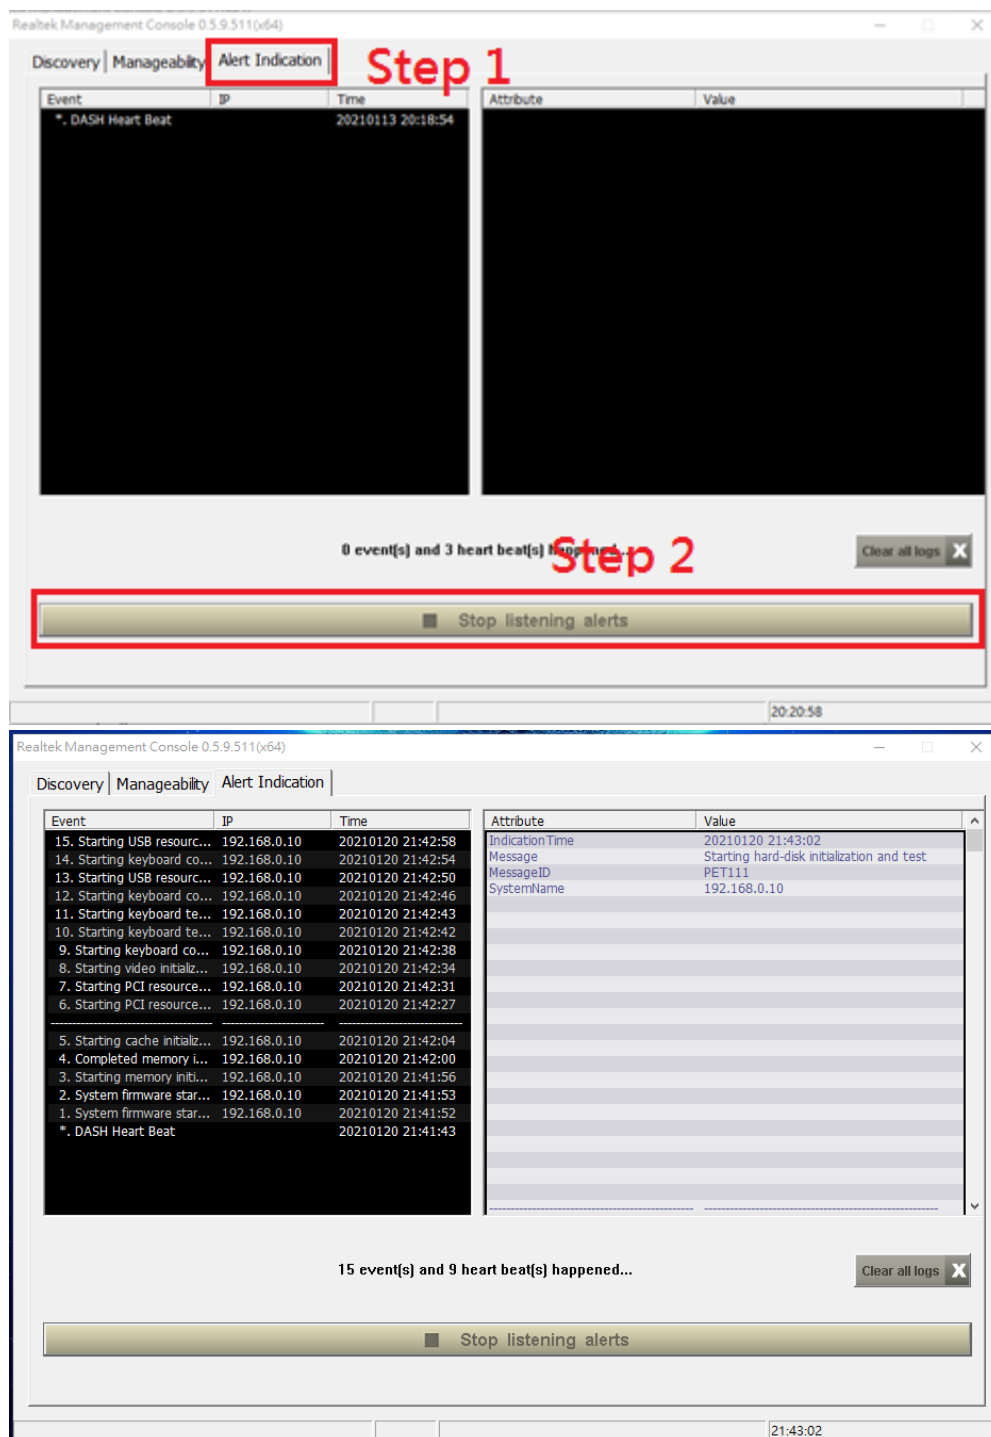 Realtek Management Console 0.5.9.511(x64)
Discovery Manageability Alert Indication Step 1
Event IP Time Attribute Value
*. DASH Heart Beat 20210113 20:18:54
0 event(s) and 3 heart beat(s) happened...
Step 2
Clear all logs X
Stop listening alerts
20:20:58
Realtek Management Console 0.5.9.511(x64)
Discovery Manageability Alert Indication
Event IP Time Attribute Value
15. Starting USB resourc... 192.168.0.10 20210120 21:42:58 IndicationTime 20210120 21:43:02
14. Starting keyboard co... 192.168.0.10 20210120 21:42:54 Message Starting hard-disk initialization and test
13. Starting USB resourc... 192.168.0.10 20210120 21:42:50 MessageID PET111
12. Starting keyboard co... 192.168.0.10 20210120 21:42:46 SystemName 192.168.0.10
11. Starting keyboard te... 192.168.0.10 20210120 21:42:43
10. Starting keyboard te... 192.168.0.10 20210120 21:42:42
9. Starting keyboard co... 192.168.0.10 20210120 21:42:38
8. Starting video initializ... 192.168.0.10 20210120 21:42:34
7. Starting PCI resource... 192.168.0.10 20210120 21:42:31
6. Starting PCI resource... 192.168.0.10 20210120 21:42:27
5. Starting cache initializ... 192.168.0.10 20210120 21:42:04
4. Completed memory i... 192.168.0.10 20210120 21:42:00
3. Starting memory initi... 192.168.0.10 20210120 21:41:56
2. System firmware star... 192.168.0.10 20210120 21:41:53
1. System firmware star... 192.168.0.10 20210120 21:41:52
*. DASH Heart Beat 20210120 21:41:43
15 event(s) and 9 heart beat(s) happened...
Clear all logs X
Stop listening alerts
21:43:02